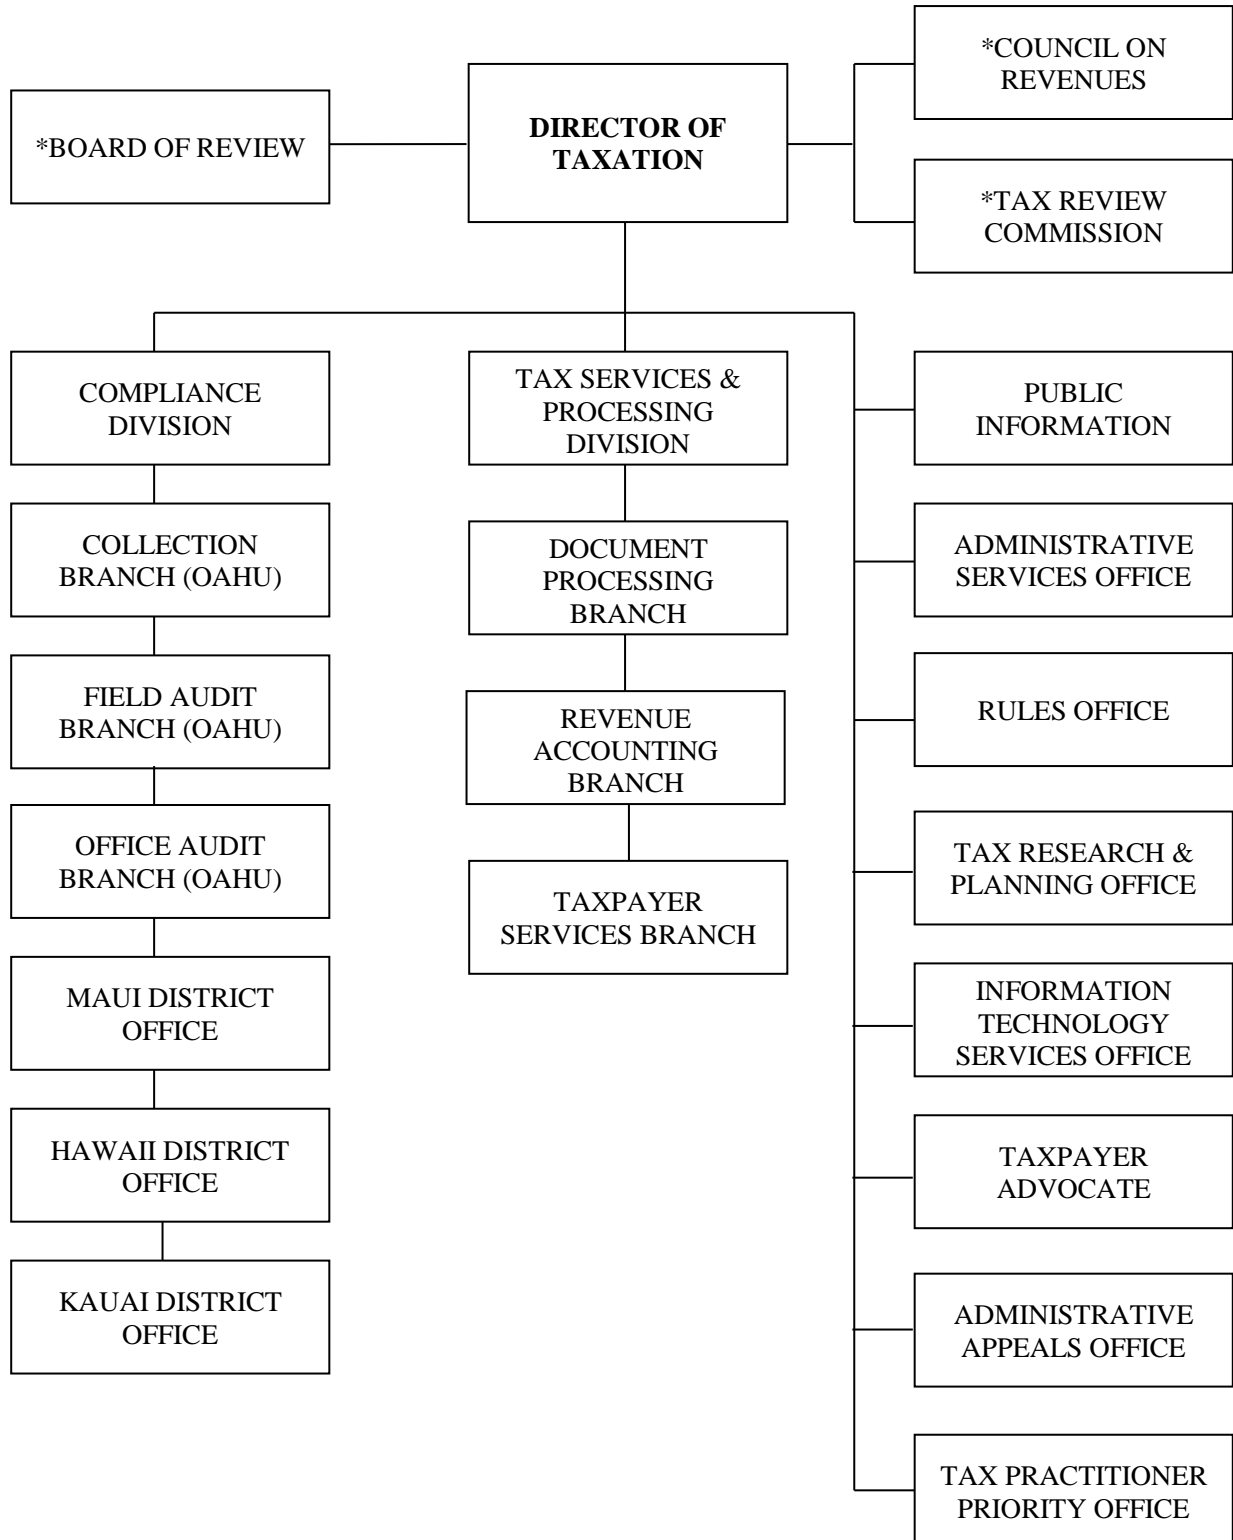 *BOARD OF REVIEW
DIRECTOR OF
TAXATION
*COUNCIL ON
REVENUES
*TAX REVIEW
COMMISSION
COMPLIANCE
DIVISION
COLLECTION
BRANCH (OAHU)
FIELD AUDIT
BRANCH (OAHU)
OFFICE AUDIT
BRANCH (OAHU)
MAUI DISTRICT
OFFICE
HAWAII DISTRICT
OFFICE
KAUAI DISTRICT
OFFICE
TAX SERVICES &
PROCESSING
DIVISION
DOCUMENT
PROCESSING
BRANCH
REVENUE
ACCOUNTING
BRANCH
TAXPAYER
SERVICES BRANCH
PUBLIC
INFORMATION
ADMINISTRATIVE
SERVICES OFFICE
RULES OFFICE
TAX RESEARCH &
PLANNING OFFICE
INFORMATION
TECHNOLOGY
SERVICES OFFICE
TAXPAYER
ADVOCATE
ADMINISTRATIVE
APPEALS OFFICE
TAX PRACTITIONER
PRIORITY OFFICE